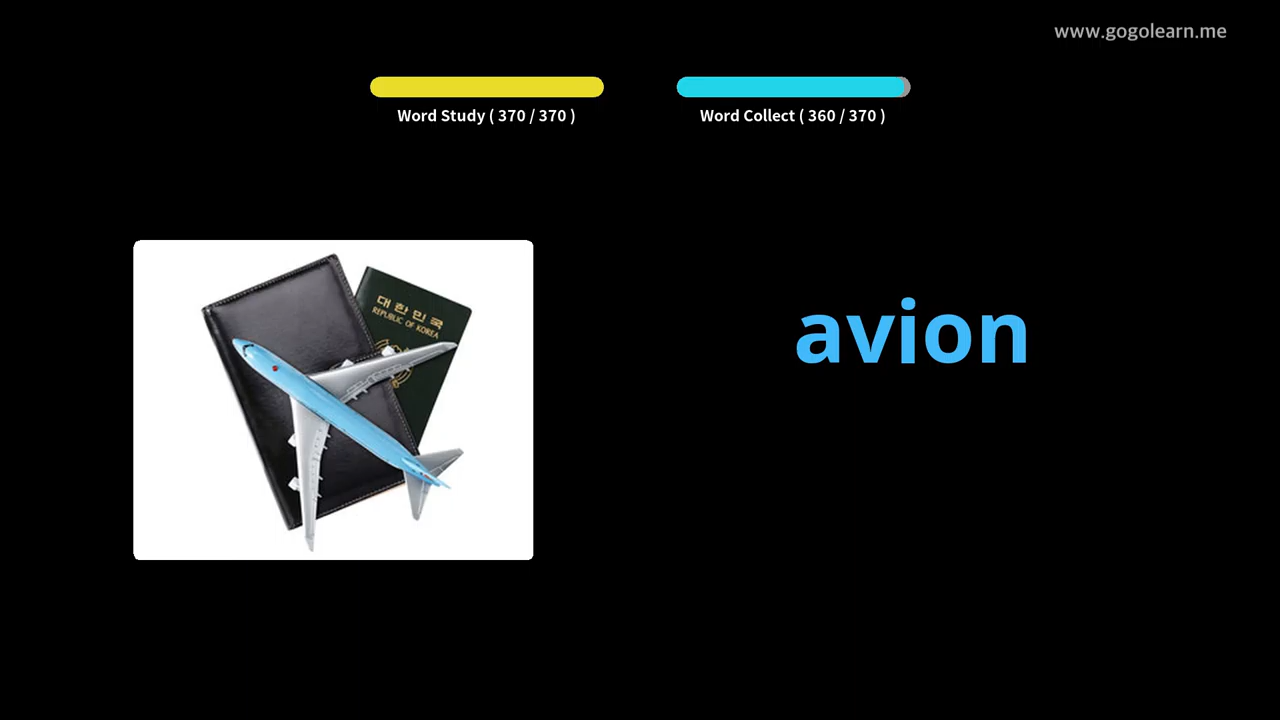 www.gogolearn.me
Word Study ( 370 / 370 )
Word Collect ( 360 / 370 )
대한민국
REPUBLIC OF KOREA
avion